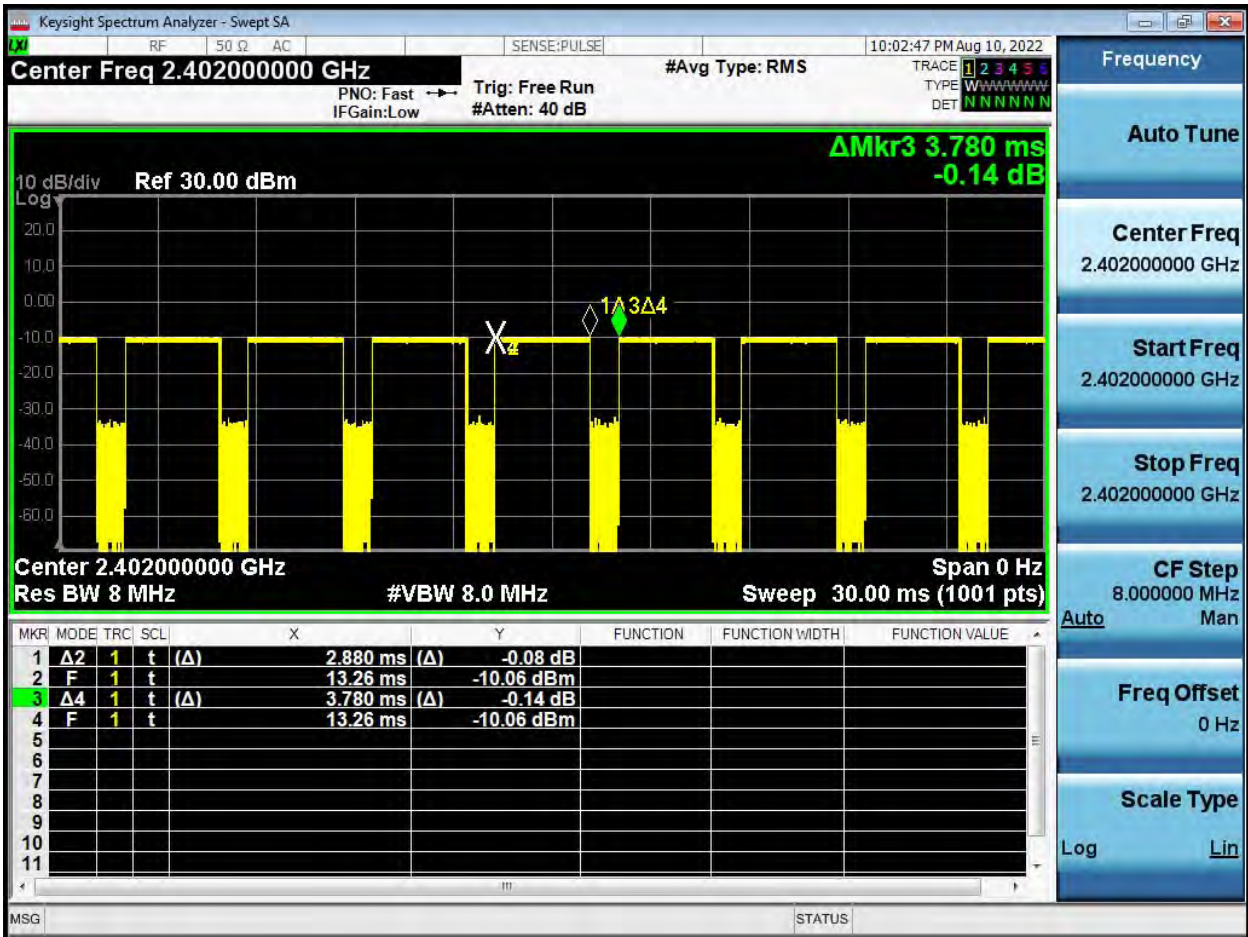 Keysight Spectrum Analyzer - Swept SA
LXI RF 50 Ω AC SENSE:PULSE 10:02:47 PM Aug 10, 2022
Center Freq 2.402000000 GHz
PNO: Fast
IFGain:Low
Trig: Free Run
#Atten: 40 dB
#Avg Type: RMS
TRACE 1 2 3 4 5 6
TYPE WWWWWW
DET N N N N N N
ΔMkr3 3.780 ms
-0.14 dB
10 dB/div Ref 30.00 dBm
Log
20.0
10.0
0.00
-10.0
-20.0
-30.0
-40.0
-50.0
-60.0
1Δ 3Δ4
X4
Center 2.402000000 GHz Span 0 Hz
Res BW 8 MHz #VBW 8.0 MHz Sweep 30.00 ms (1001 pts)
MKR MODE TRC SCL X Y FUNCTION FUNCTION WIDTH FUNCTION VALUE
1 Δ2 1 t (Δ) 2.880 ms (Δ) -0.08 dB
2 F 1 t 13.26 ms -10.06 dBm
3 Δ4 1 t (Δ) 3.780 ms (Δ) -0.14 dB
4 F 1 t 13.26 ms -10.06 dBm
5
6
7
8
9
10
11
MSG STATUS
Frequency
Auto Tune
Center Freq
2.402000000 GHz
Start Freq
2.402000000 GHz
Stop Freq
2.402000000 GHz
CF Step
8.000000 MHz
Auto Man
Freq Offset
0 Hz
Scale Type
Log Lin